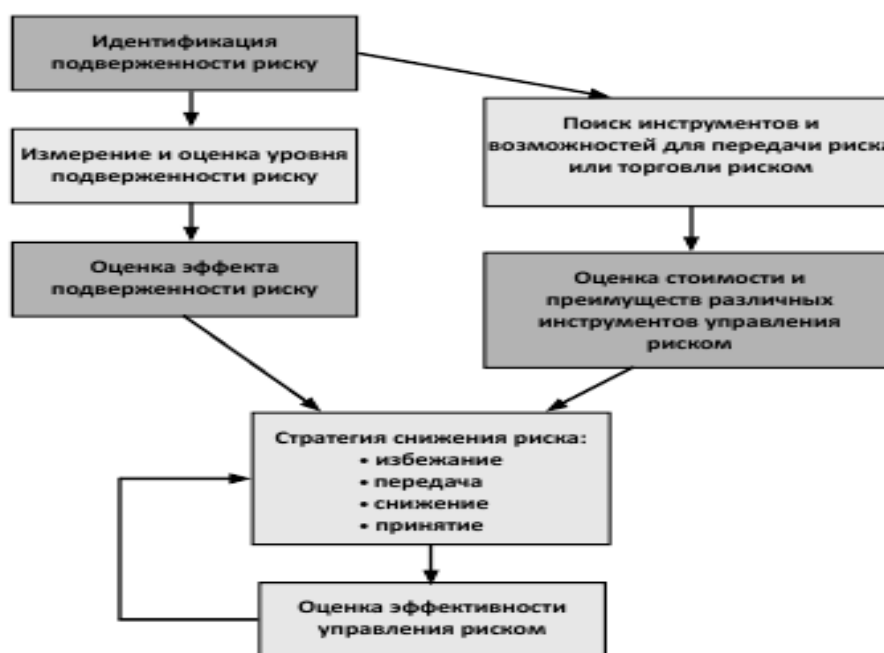 Идентификация
подверженности риску
Измерение и оценка уровня
подверженности риску
Оценка эффекта
подверженности риску
Поиск инструментов и
возможностей для передачи риска
или торговли риском
Оценка стоимости и
преимуществ различных
инструментов управления
риском
Стратегия снижения риска:
• избежание
• передача
• снижение
• принятие
Оценка эффективности
управления риском